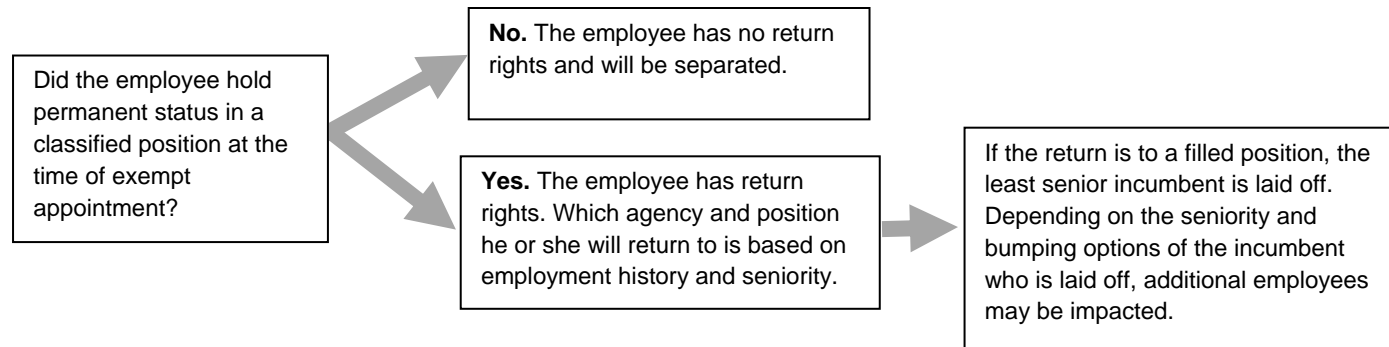 Did the employee hold
permanent status in a
classified position at the
time of exempt
appointment?
No. The employee has no return
rights and will be separated.
Yes. The employee has return
rights. Which agency and position
he or she will return to is based on
employment history and seniority.
If the return is to a filled position, the
least senior incumbent is laid off.
Depending on the seniority and
bumping options of the incumbent
who is laid off, additional employees
may be impacted.